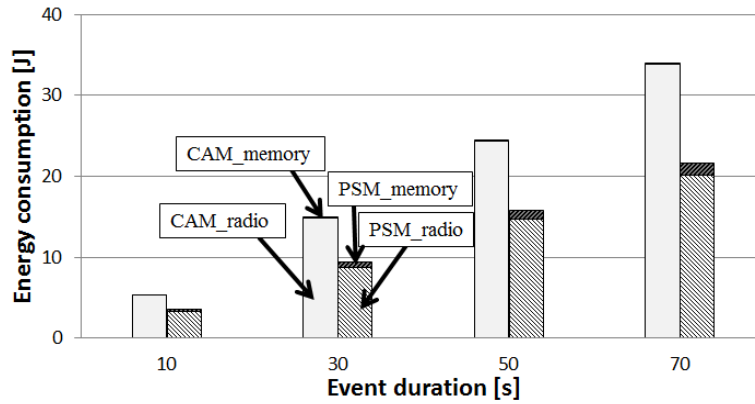 Energy consumption [J]
40
30
20
10
0
CAM_memory
PSM_memory
CAM_radio
PSM_radio
10
30
50
70
Event duration [s]